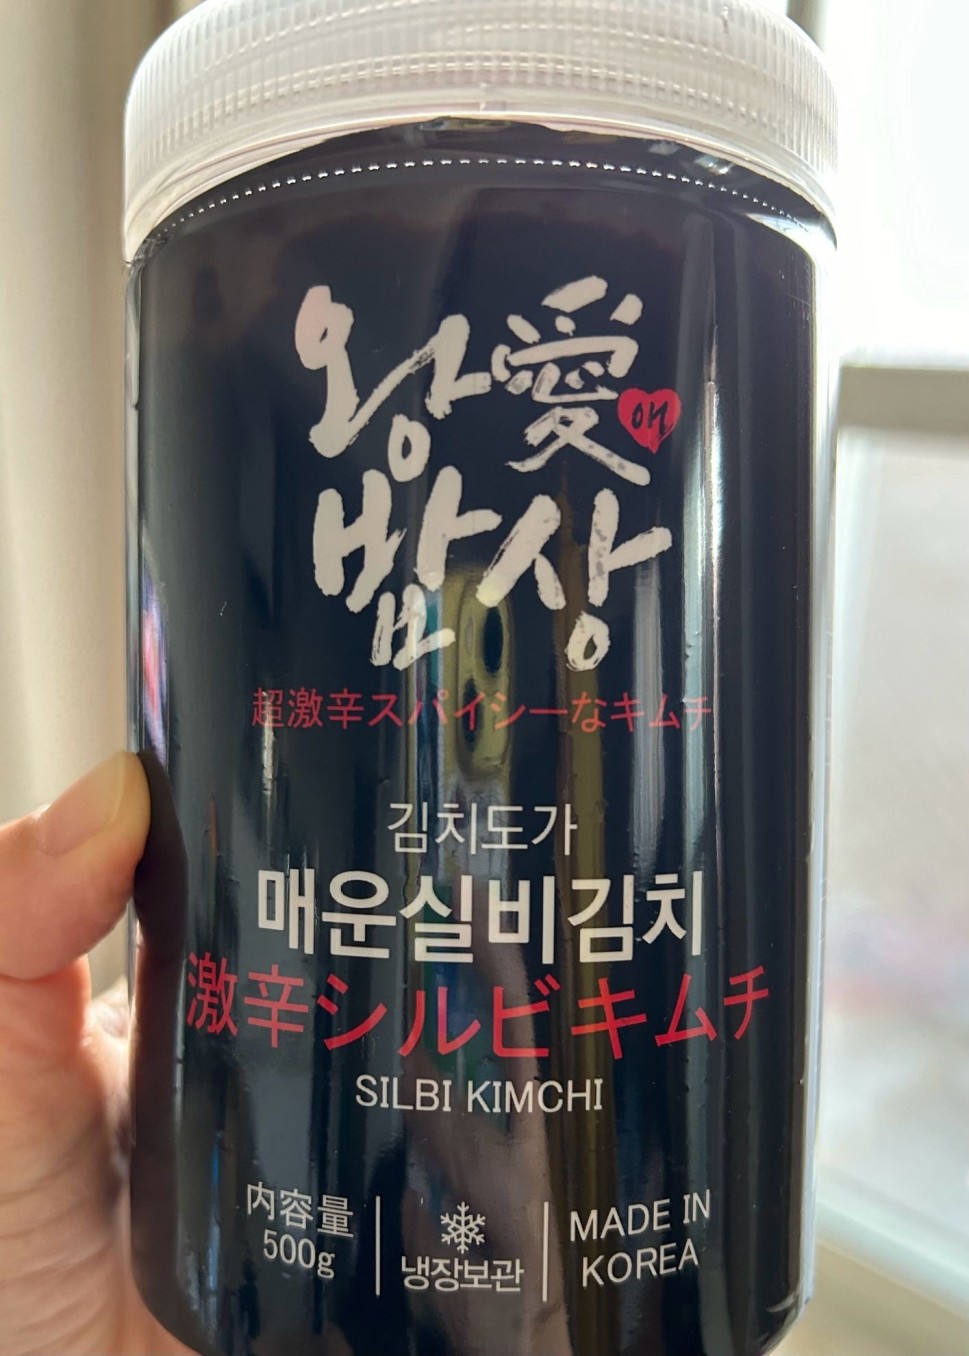 왕愛애
밥상
超激辛スパイシーなキムチ
김치도가
매운실비김치
激辛シルビキムチ
SILBI KIMCHI
内容量
500g
냉장보관
MADE IN
KOREA